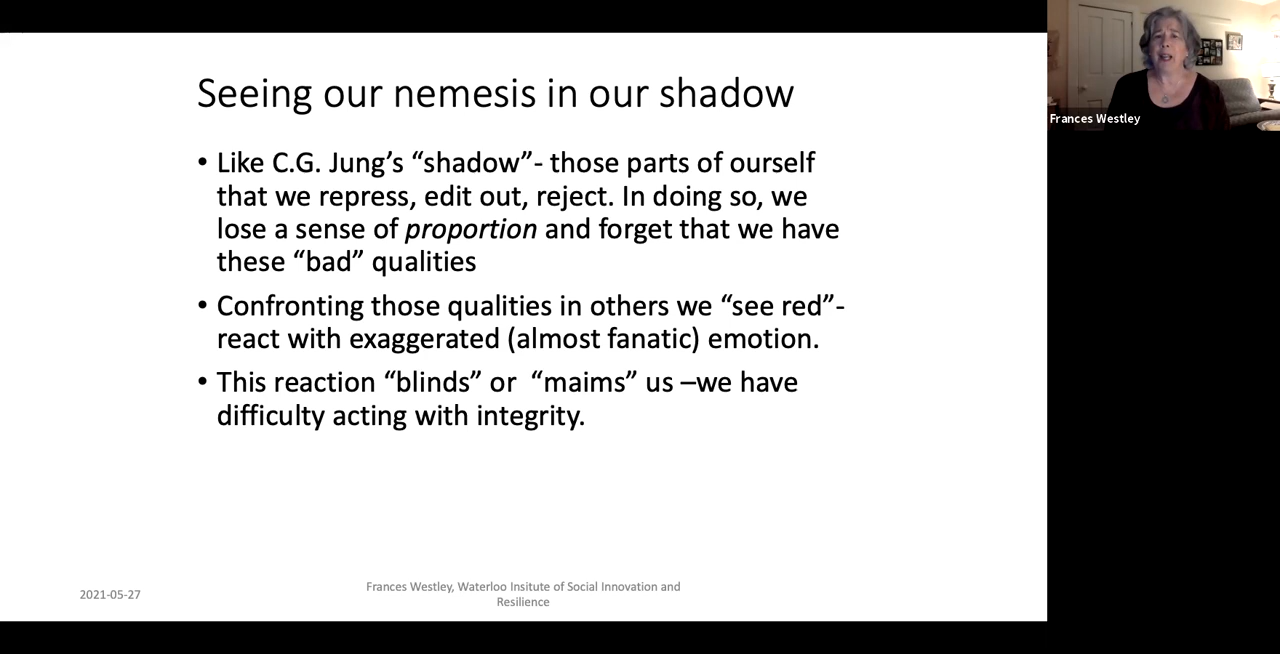 Seeing our nemesis in our shadow
• Like C.G. Jung’s “shadow”- those parts of ourself
that we repress, edit out, reject. In doing so, we
lose a sense of proportion and forget that we have
these “bad” qualities
• Confronting those qualities in others we “see red”-
react with exaggerated (almost fanatic) emotion.
• This reaction “blinds” or  “maims” us –we have
difficulty acting with integrity.
2021-05-27
Frances Westley, Waterloo Insitute of Social Innovation and
Resilience
Frances Westley